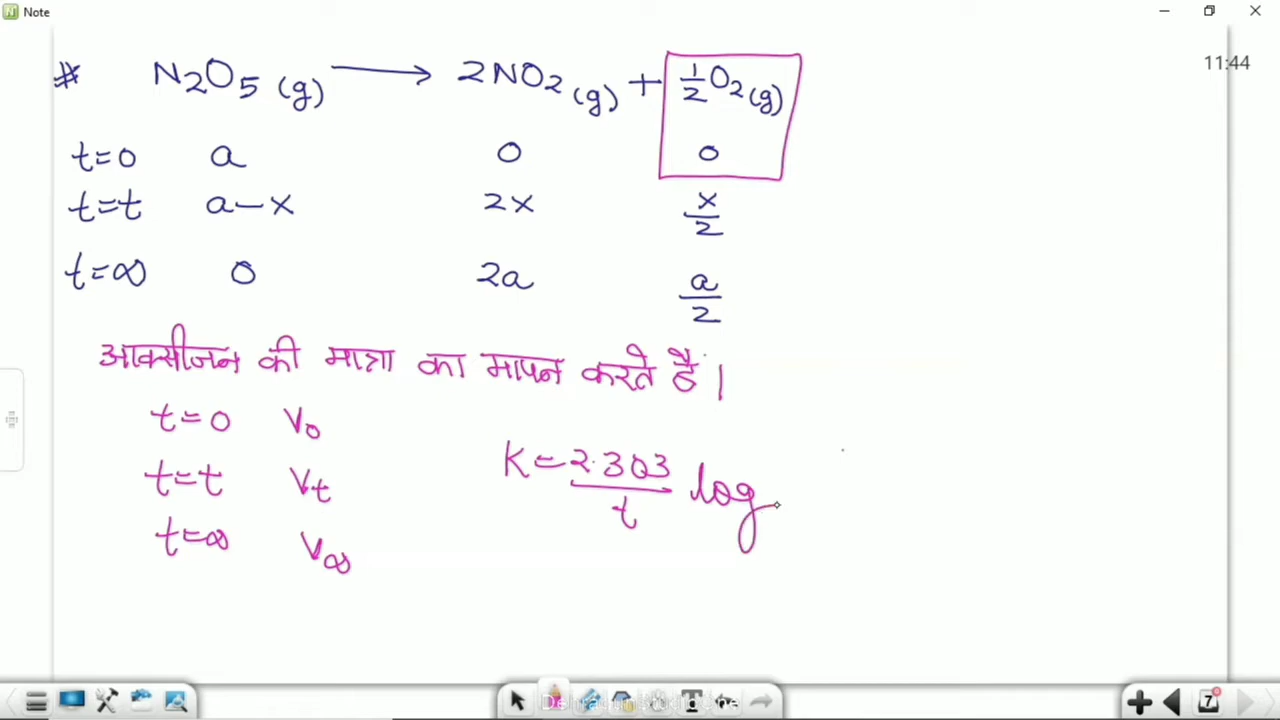 Note
11:44
# N2O5 (g) ⟶ 2NO2 (g) + 1/2 O2 (g)
t=0 a 0 0
t=t a-x 2x x/2
t=∞ 0 2a a/2
आक्सीजन की मात्रा का मापन करते है।
t=0 V0
t=t Vt
t=∞ V∞
K = 2.303/t log
7